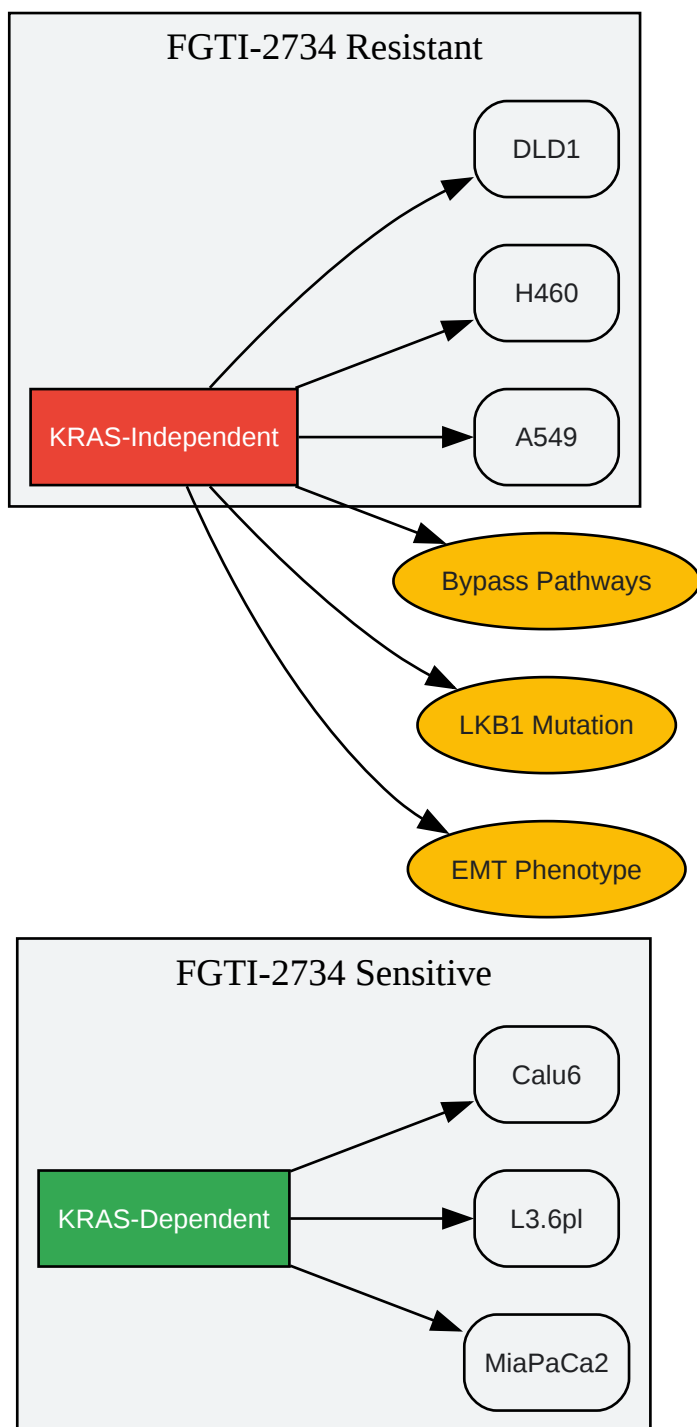 FGTI-2734 Resistant
DLD1
H460
KRAS-Independent
A549
Bypass Pathways
LKB1 Mutation
EMT Phenotype
FGTI-2734 Sensitive
Calu6
KRAS-Dependent
L3.6pl
MiaPaCa2